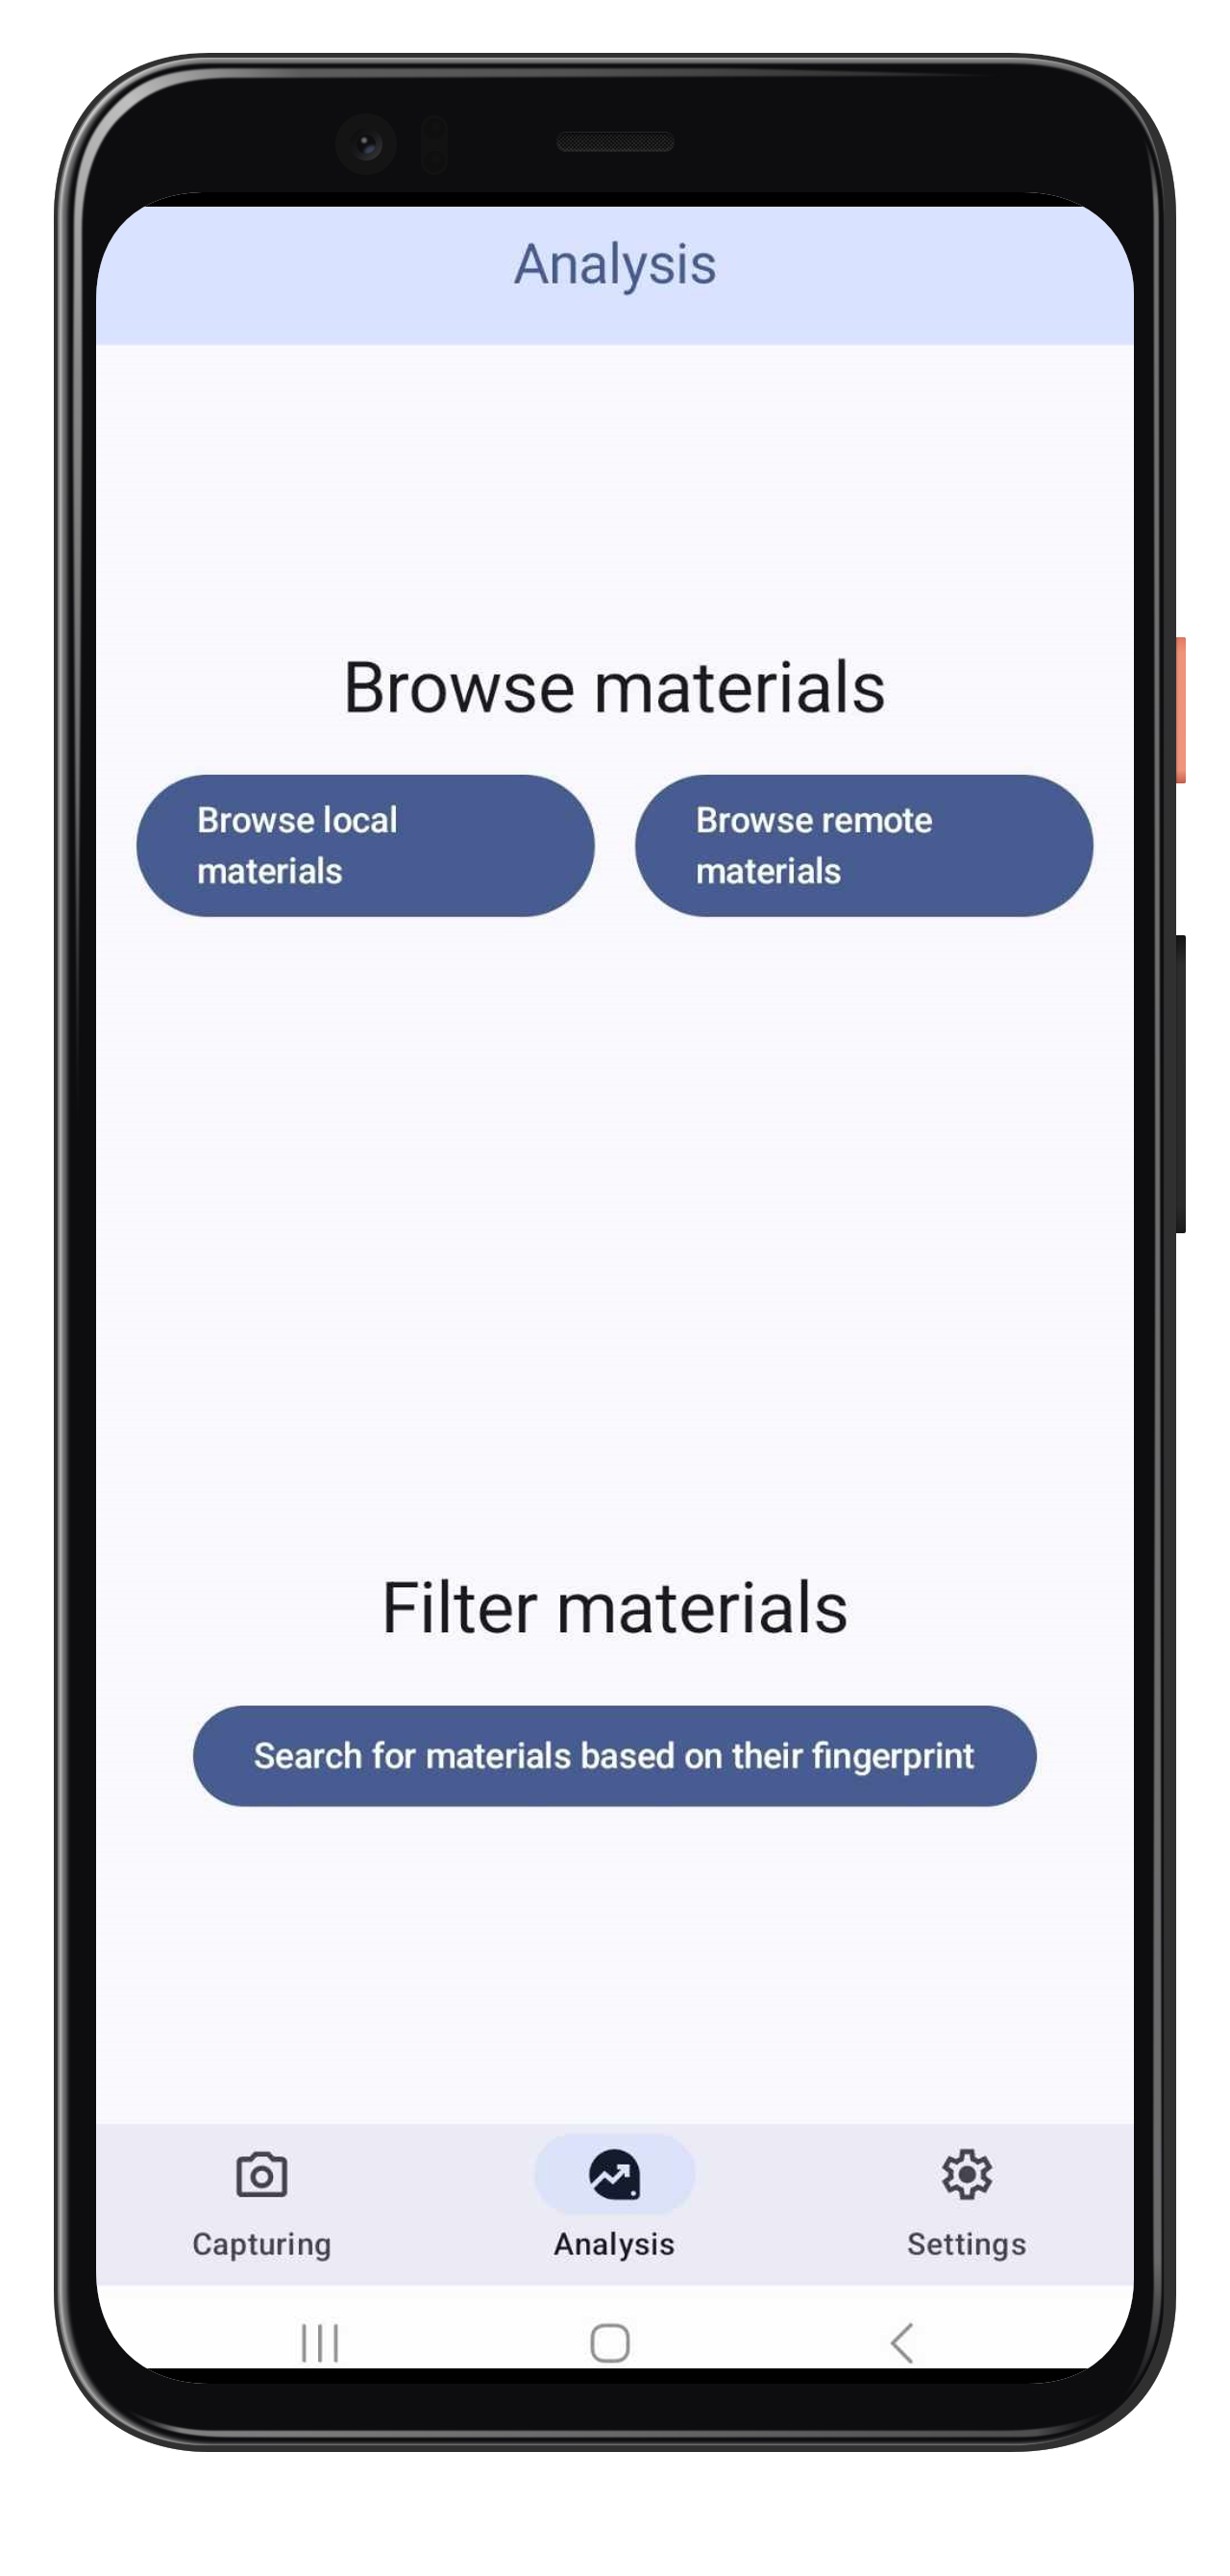 Analysis
Browse materials
Browse local
materials
Browse remote
materials
Filter materials
Search for materials based on their fingerprint
Capturing
Analysis
Settings